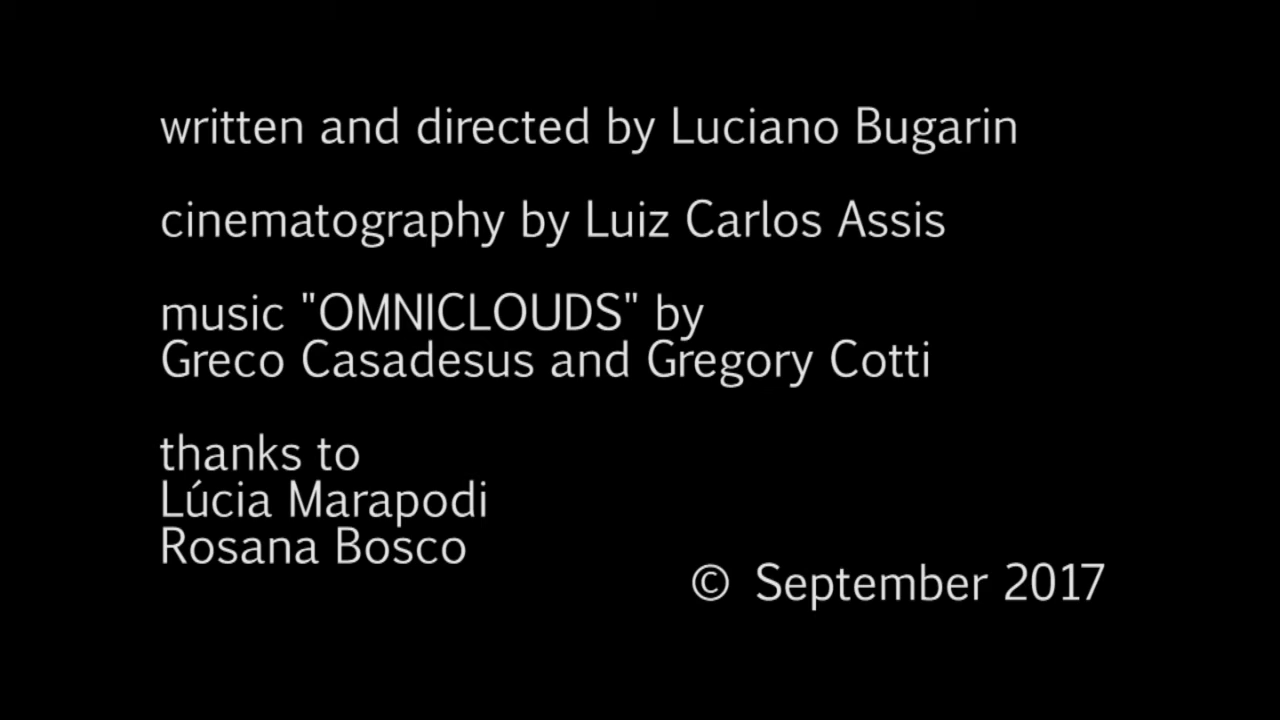 written and directed by Luciano Bugarin
cinematography by Luiz Carlos Assis
music "OMNICLOUDS" by
Greco Casadesus and Gregory Cotti
thanks to
Lúcia Marapodi
Rosana Bosco
© September 2017